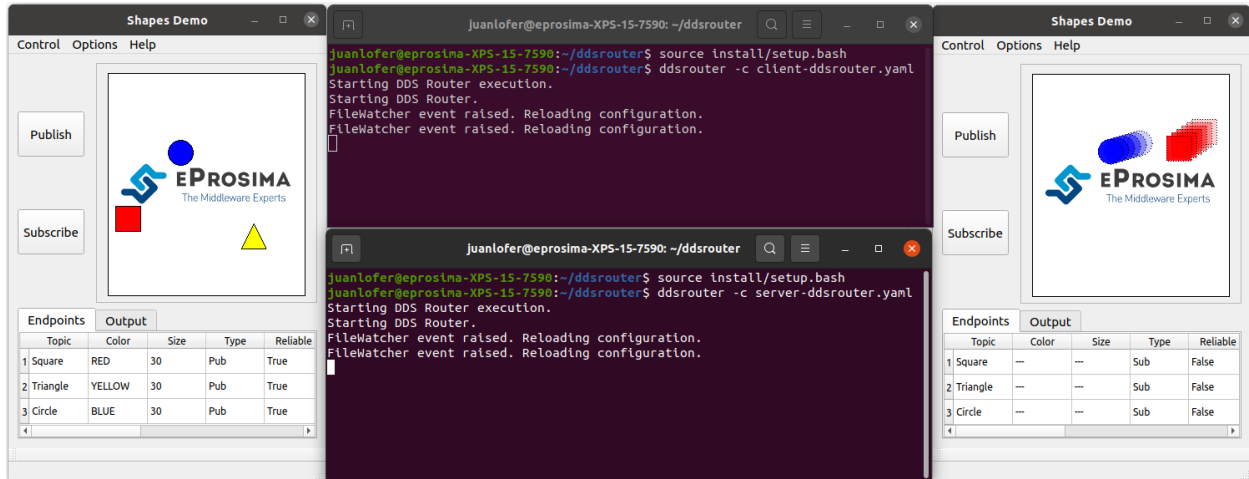 Shapes Demo
Control Options Help
Publish
Subscribe
ePROSIMA
The Middleware Experts
Endpoints Output
Topic Color Size Type Reliable
1 Square RED 30 Pub True
2 Triangle YELLOW 30 Pub True
3 Circle BLUE 30 Pub True
juanlofer@eprosima-XPS-15-7590: ~/ddsrouter
juanlofer@eprosima-XPS-15-7590:~/ddsrouter$ source install/setup.bash
juanlofer@eprosima-XPS-15-7590:~/ddsrouter$ ddsrouter -c client-ddsrouter.yaml
Starting DDS Router execution.
Starting DDS Router.
FileWatcher event raised. Reloading configuration.
FileWatcher event raised. Reloading configuration.
juanlofer@eprosima-XPS-15-7590: ~/ddsrouter
juanlofer@eprosima-XPS-15-7590:~/ddsrouter$ source install/setup.bash
juanlofer@eprosima-XPS-15-7590:~/ddsrouter$ ddsrouter -c server-ddsrouter.yaml
Starting DDS Router execution.
Starting DDS Router.
FileWatcher event raised. Reloading configuration.
FileWatcher event raised. Reloading configuration.
Shapes Demo
Control Options Help
Publish
Subscribe
ePROSIMA
The Middleware Experts
Endpoints Output
Topic Color Size Type Reliable
1 Square --- --- Sub False
2 Triangle --- --- Sub False
3 Circle --- --- Sub False